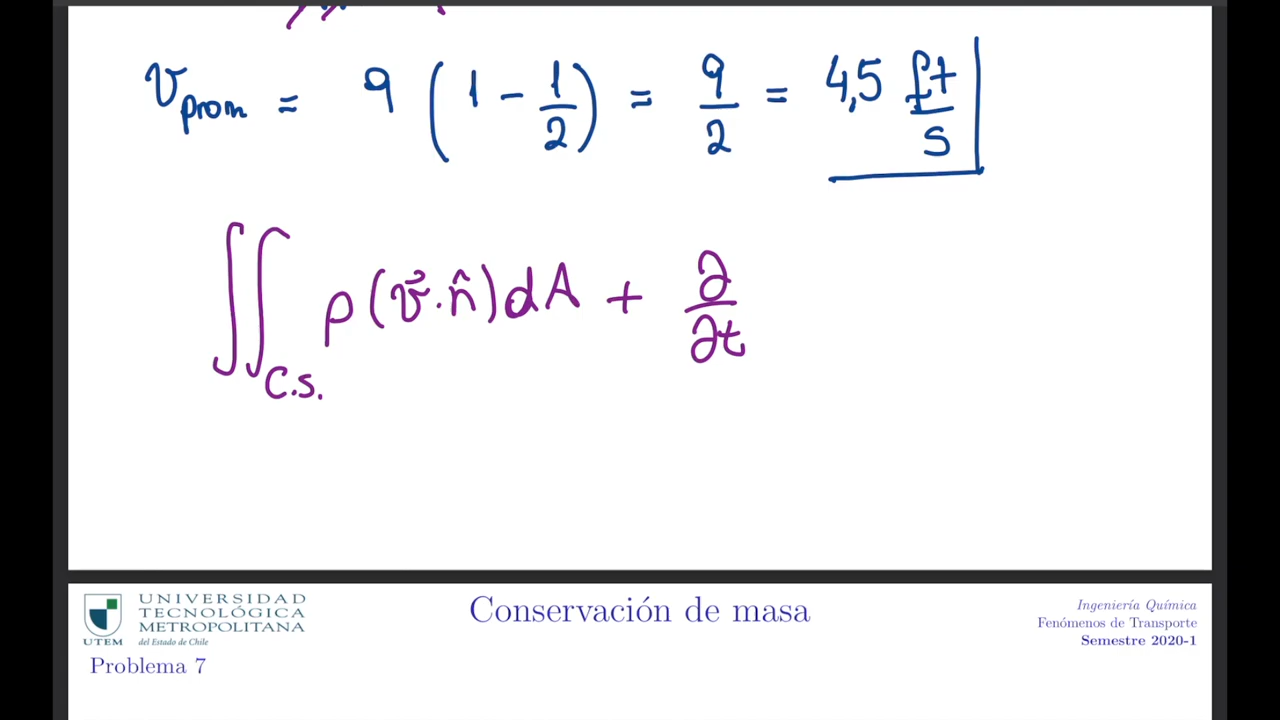 v_prom = 9 (1 - 1/2) = 9/2 = 4,5 ft/s
∬_C.s. ρ(v⃗·n̂)dA + ∂/∂t
UNIVERSIDAD
TECNOLÓGICA
METROPOLITANA
del Estado de Chile
UTEM
Conservación de masa
Ingeniería Química
Fenómenos de Transporte
Semestre 2020-1
Problema 7